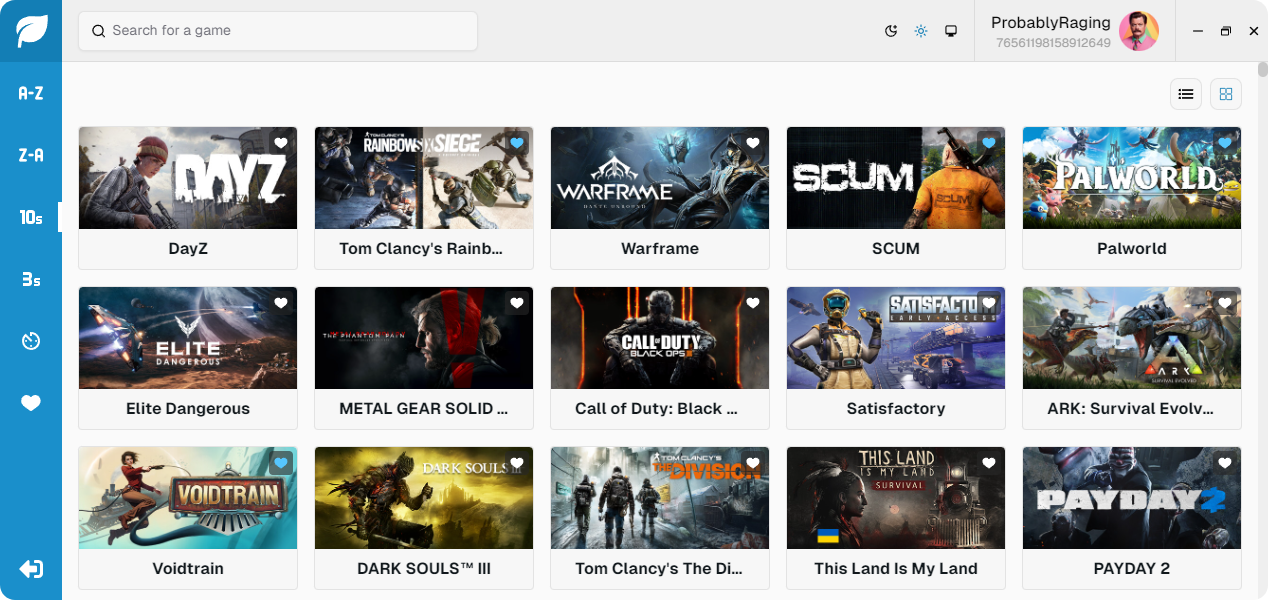 Search for a game
ProbablyRaging
76561198158912649
A-Z
Z-A
10s
3s
DAYZ
TOM CLANCY'S
RAINBOW SIX SIEGE
WARFRAME
SCUM
SCUM
PALWORLD
DayZ
Tom Clancy's Rainb...
Warframe
SCUM
Palworld
ELITE
DANGEROUS
THE PHANTOM PAIN
CALL OF DUTY
BLACK OPS III
SATISFACTO
EARLY-ACCESS
ARK
SURVIVAL EVOLVED
Elite Dangerous
METAL GEAR SOLID ...
Call of Duty: Black ...
Satisfactory
ARK: Survival Evolv...
VOIDTRAIN
DARK SOULS III
TOM CLANCY'S
THE DIVISION
THIS LAND
IS MY LAND
SURVIVAL
PAYDAY 2
Voidtrain
DARK SOULS™ III
Tom Clancy's The Di...
This Land Is My Land
PAYDAY 2